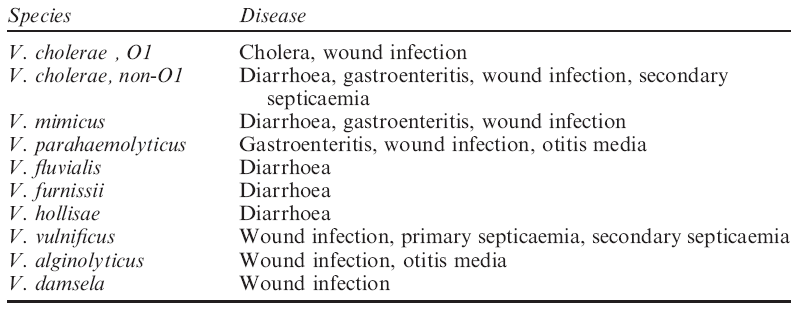 Species Disease
V. cholerae , O1 Cholera, wound infection
V. cholerae, non-O1 Diarrhoea, gastroenteritis, wound infection, secondary
septicaemia
V. mimicus Diarrhoea, gastroenteritis, wound infection
V. parahaemolyticus Gastroenteritis, wound infection, otitis media
V. fluvialis Diarrhoea
V. furnissii Diarrhoea
V. hollisae Diarrhoea
V. vulnificus Wound infection, primary septicaemia, secondary septicaemia
V. alginolyticus Wound infection, otitis media
V. damsela Wound infection